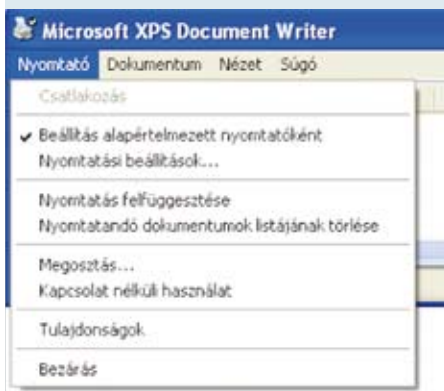 Microsoft XPS Document Writer
Nyomtató Dokumentum Nézet Súgó
Csatlakozás
Beállítás alapértelmezett nyomtatóként
Nyomtatási beállítások...
Nyomtatás felfüggesztése
Nyomtatandó dokumentumok listájának törlése
Megosztás...
Kapcsolat nélküli használat
Tulajdonságok
Bezárás